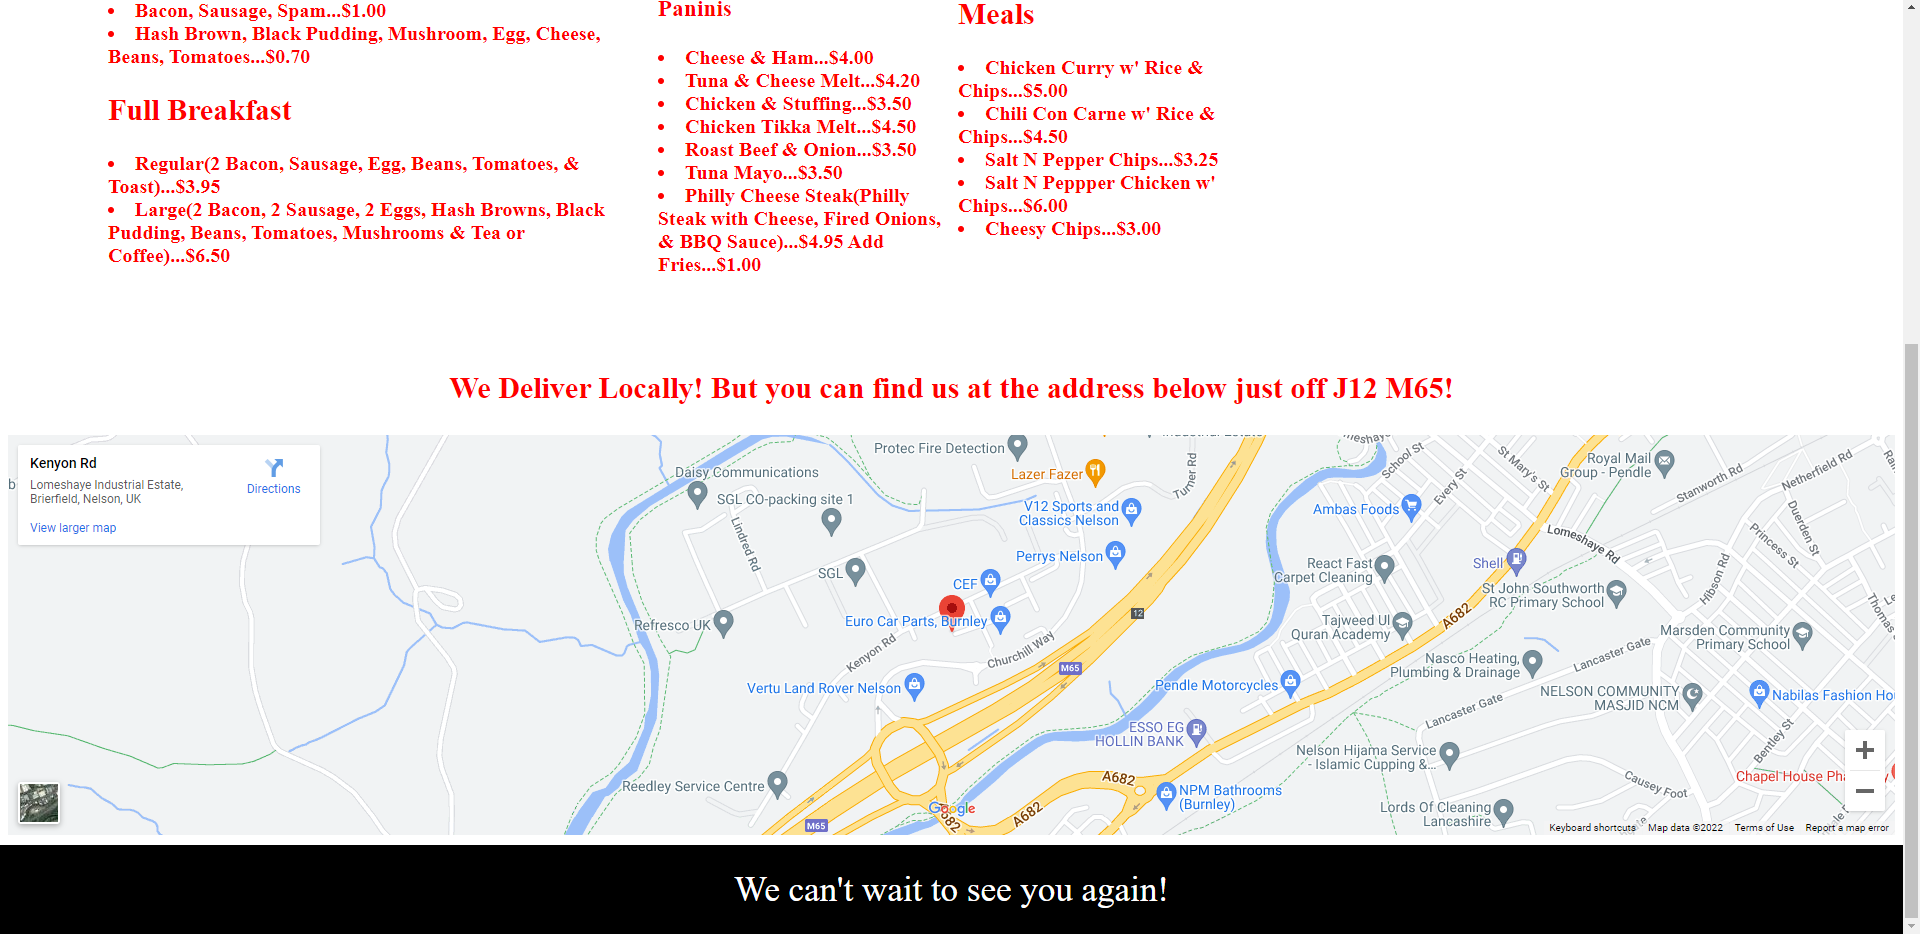 Bacon, Sausage, Spam...$1.00
Hash Brown, Black Pudding, Mushroom, Egg, Cheese,
Beans, Tomatoes...$0.70
Full Breakfast
Regular(2 Bacon, Sausage, Egg, Beans, Tomatoes, &
Toast)...$3.95
Large(2 Bacon, 2 Sausage, 2 Eggs, Hash Browns, Black
Pudding, Beans, Tomatoes, Mushrooms & Tea or
Coffee)...$6.50
Paninis
Cheese & Ham...$4.00
Tuna & Cheese Melt...$4.20
Chicken & Stuffing...$3.50
Chicken Tikka Melt...$4.50
Roast Beef & Onion...$3.50
Tuna Mayo...$3.50
Philly Cheese Steak(Philly
Steak with Cheese, Fired Onions,
& BBQ Sauce)...$4.95 Add
Fries...$1.00
Meals
Chicken Curry w' Rice &
Chips...$5.00
Chili Con Carne w' Rice &
Chips...$4.50
Salt N Pepper Chips...$3.25
Salt N Peppper Chicken w'
Chips...$6.00
Cheesy Chips...$3.00
We Deliver Locally! But you can find us at the address below just off J12 M65!
Kenyon Rd
Lomeshaye Industrial Estate,
Brierfield, Nelson, UK
Directions
View larger map
Protec Fire Detection
Industrial Estate
Lazer Fazer
Turner Rd
Daisy Communications
SGL CO-packing site 1
Lindred Rd
V12 Sports and
Classics Nelson
Perrys Nelson
SGL
CEF
Refresco UK
Euro Car Parts, Burnley
Kenyon Rd
Churchill Way
12
M65
Vertu Land Rover Nelson
Reedley Service Centre
M65
Google
A682
A682
A682
A682
School St
Every St
St Mary's St
Royal Mail
Group - Pendle
Stanworth Rd
Netherfield Rd
Ambas Foods
Lomeshaye Rd
Duerden St
Princess St
Hibson Rd
React Fast
Carpet Cleaning
Shell
St John Southworth
RC Primary School
Tajweed Ul
Quran Academy
Marsden Community
Primary School
Nasco Heating,
Plumbing & Drainage
Lancaster Gate
Lancaster Gate
Pendle Motorcycles
NELSON COMMUNITY
MASJID NCM
Nabilas Fashion Hou
ESSO EG
HOLLIN BANK
Nelson Hijama Service
- Islamic Cupping &...
Bentley St
Causey Foot
Chapel House Pha
NPM Bathrooms
(Burnley)
Lords Of Cleaning
Lancashire
Keyboard shortcuts
Map data ©2022
Terms of Use
Report a map error
We can't wait to see you again!